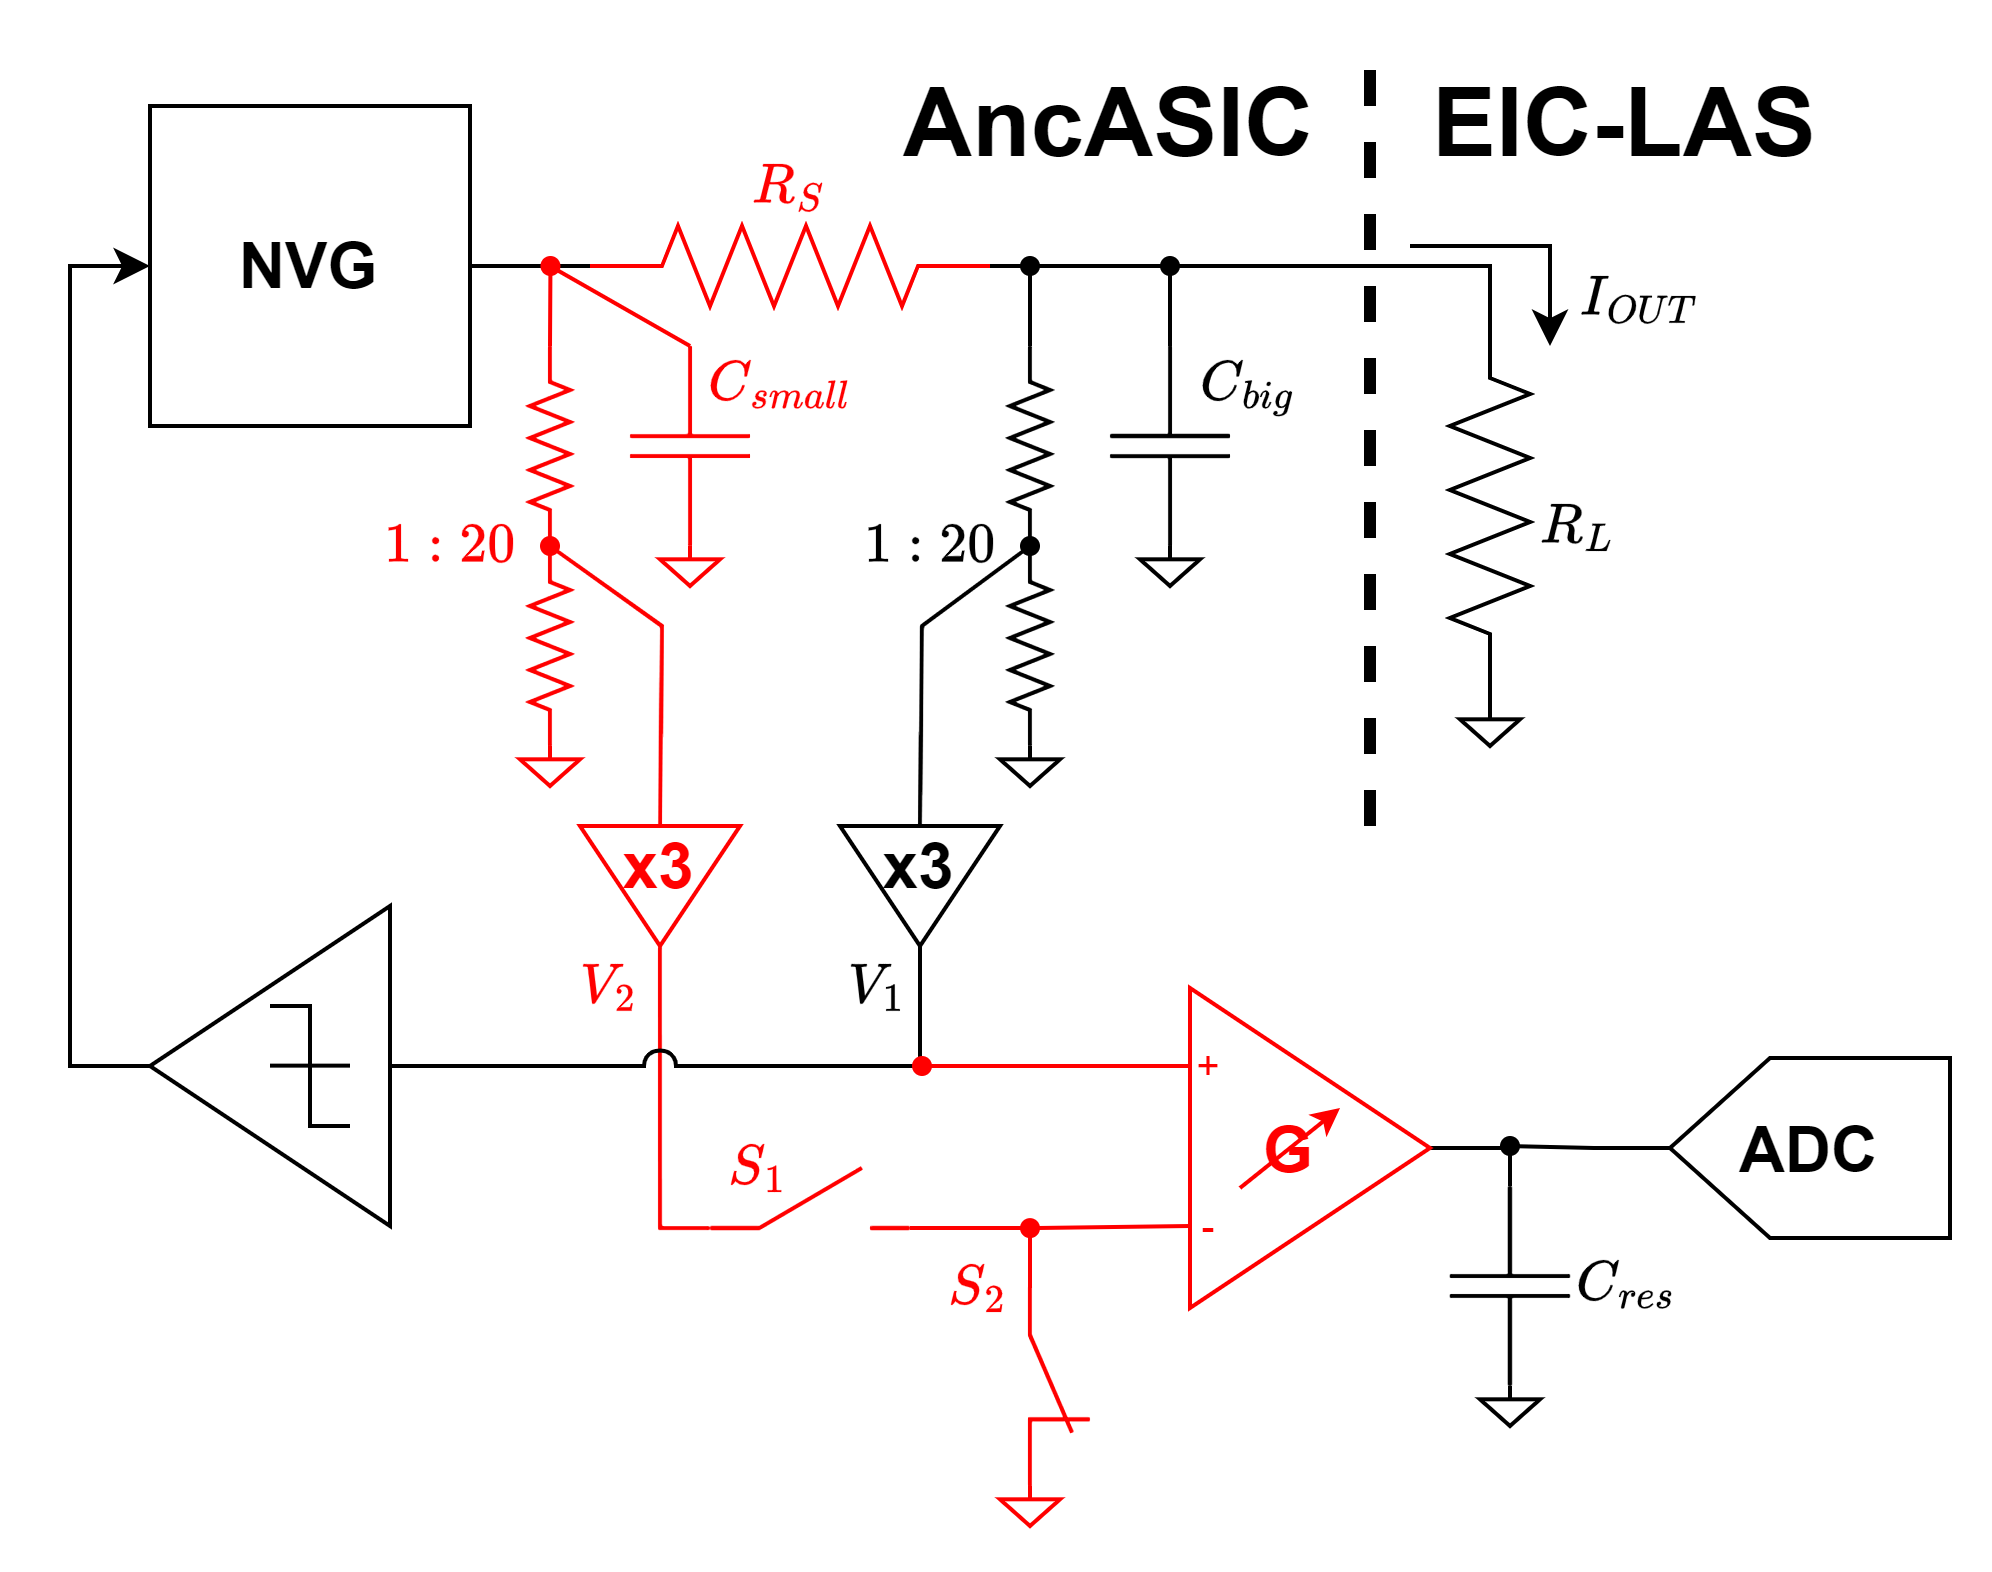 AncASIC
EIC-LAS
R_S
NVG
I_OUT
C_small
C_big
1 : 20
1 : 20
R_L
x3
x3
V_2
V_1
+
G
ADC
S_1
-
S_2
C_res